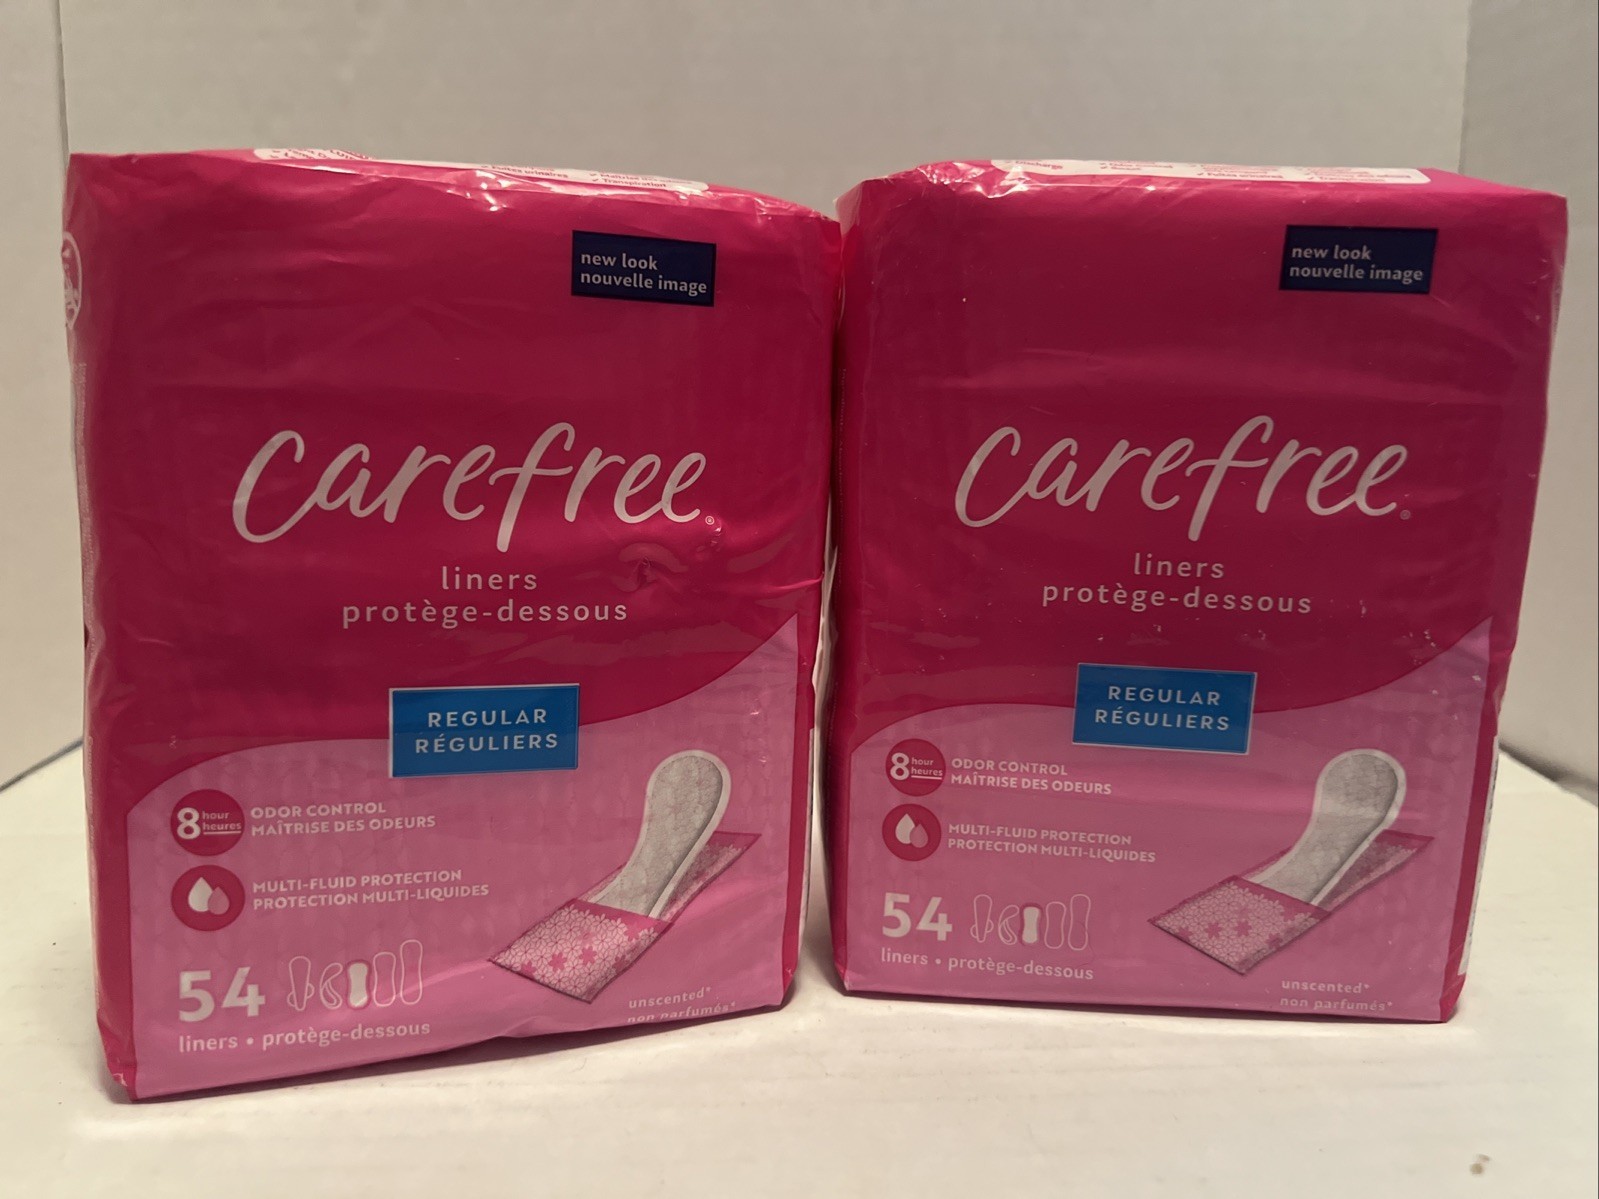 Transpiration
new look
nouvelle image
carefree®
liners
protège-dessous
REGULAR
RÉGULIERS
8 hour
heures
ODOR CONTROL
MAÎTRISE DES ODEURS
MULTI-FLUID PROTECTION
PROTECTION MULTI-LIQUIDES
54
liners • protège-dessous
unscented*
non parfumés*
new look
nouvelle image
carefree®
liners
protège-dessous
REGULAR
RÉGULIERS
8 hour
heures
ODOR CONTROL
MAÎTRISE DES ODEURS
MULTI-FLUID PROTECTION
PROTECTION MULTI-LIQUIDES
54
liners • protège-dessous
unscented*
non parfumés*